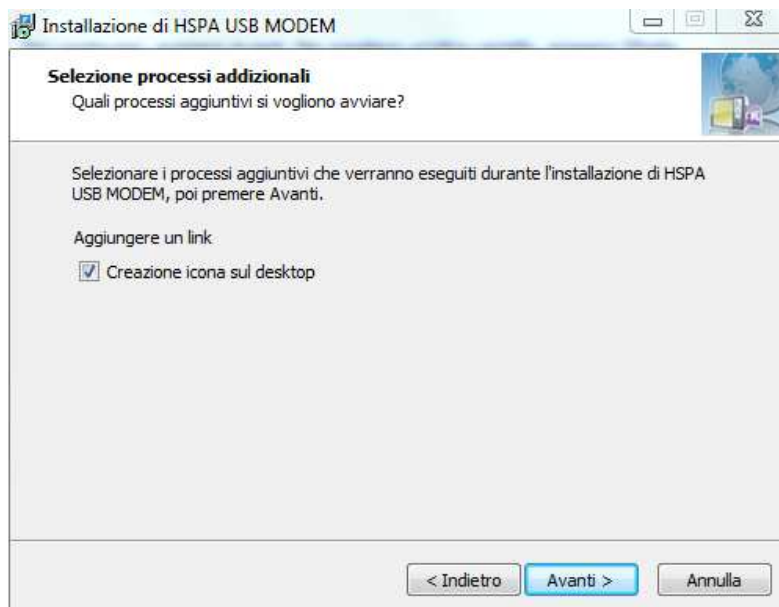 Installazione di HSPA USB MODEM
Selezione processi addizionali
Quali processi aggiuntivi si vogliono avviare?
Selezionare i processi aggiuntivi che verranno eseguiti durante l'installazione di HSPA
USB MODEM, poi premere Avanti.
Aggiungere un link
Creazione icona sul desktop
< Indietro
Avanti >
Annulla